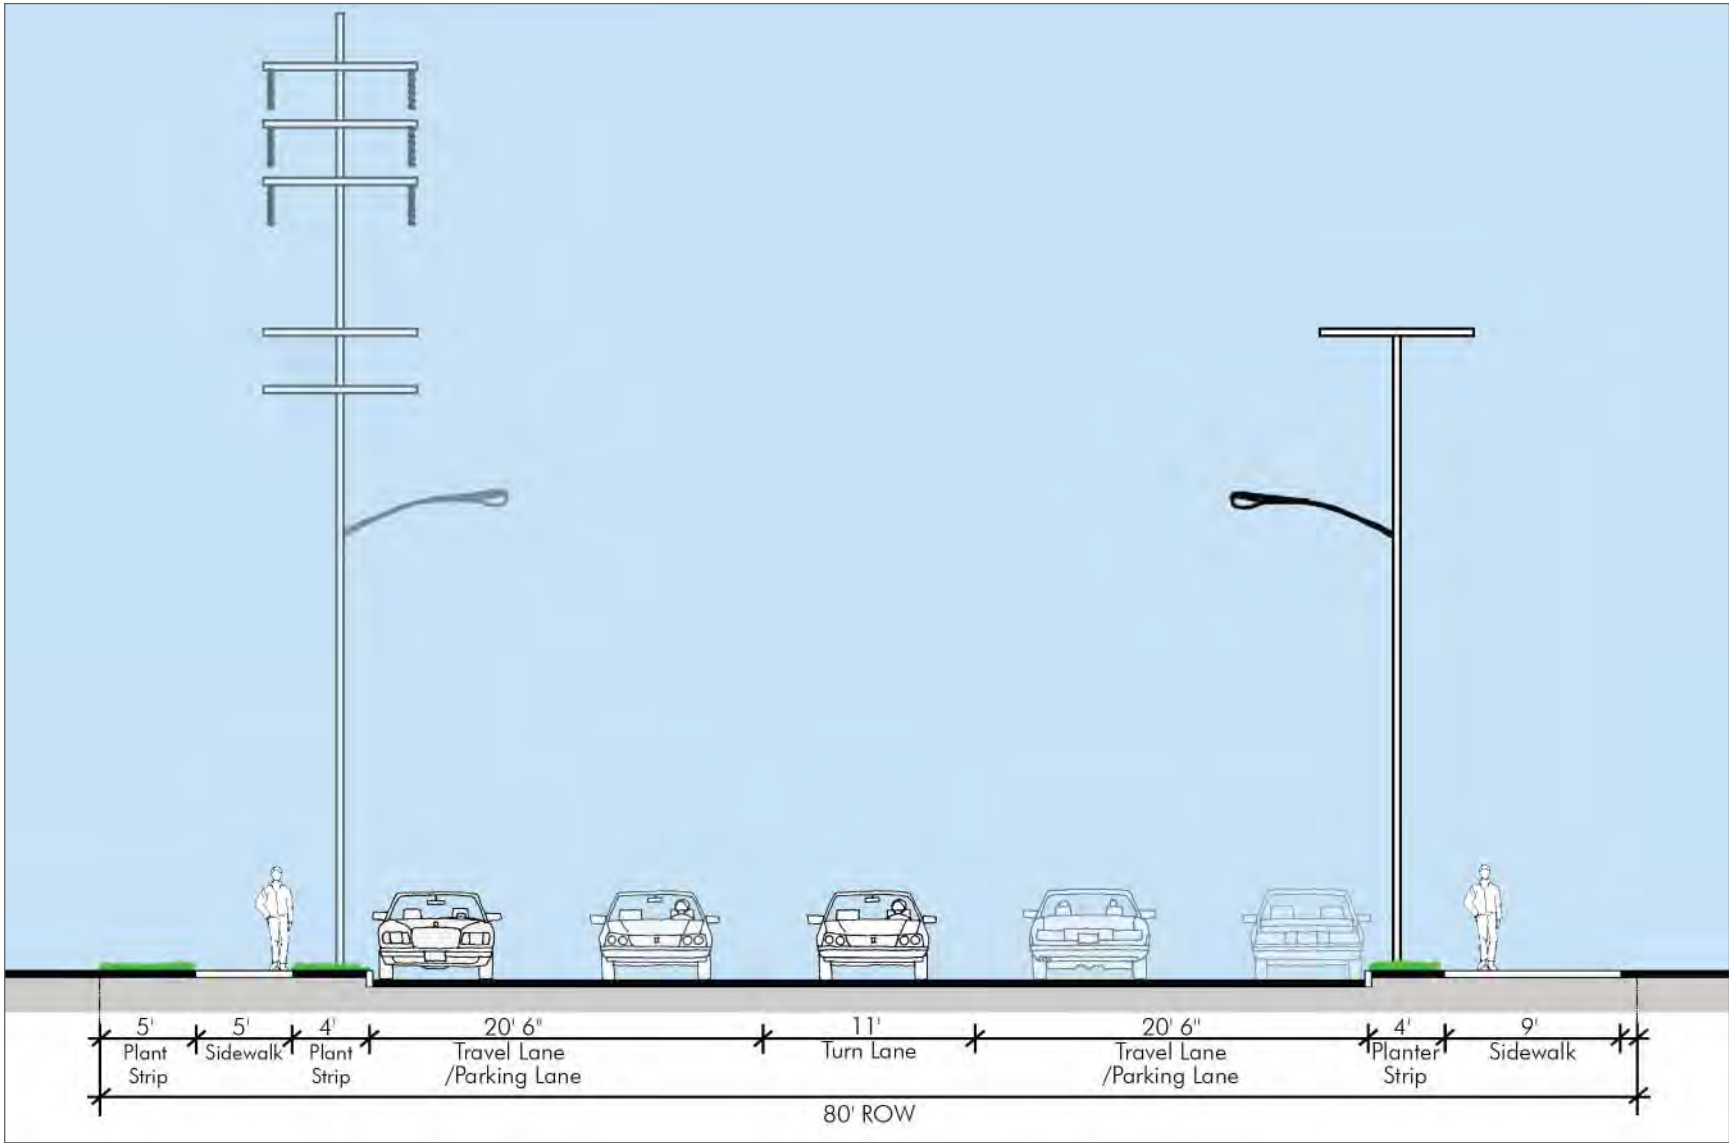 5' 5' 4' 20' 6" 11' 20' 6" 4' 9'
Plant Strip
Sidewalk
Plant Strip
Travel Lane
/Parking Lane
Turn Lane
Travel Lane
/Parking Lane
Planter
Strip
Sidewalk
80' ROW